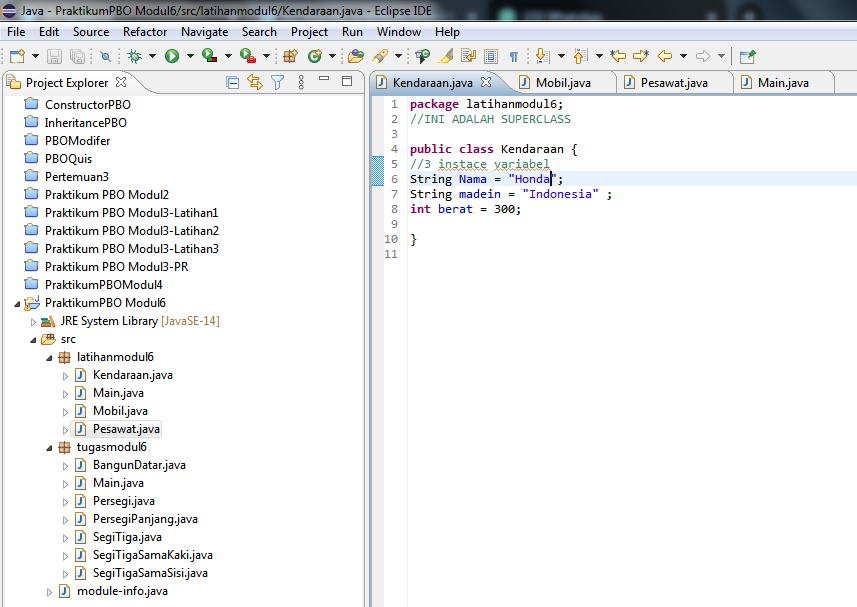 Java - PraktikumPBO Modul6/src/latihanmodul6/Kendaraan.java - Eclipse IDE
File Edit Source Refactor Navigate Search Project Run Window Help
Project Explorer
ConstructorPBO
InheritancePBO
PBOModifer
PBOQuis
Pertemuan3
Praktikum PBO Modul2
Praktikum PBO Modul3-Latihan1
Praktikum PBO Modul3-Latihan2
Praktikum PBO Modul3-Latihan3
Praktikum PBO Modul3-PR
PraktikumPBOModul4
PraktikumPBO Modul6
JRE System Library [JavaSE-14]
src
latihanmodul6
Kendaraan.java
Main.java
Mobil.java
Pesawat.java
tugasmodul6
BangunDatar.java
Main.java
Persegi.java
PersegiPanjang.java
SegiTiga.java
SegiTigaSamaKaki.java
SegiTigaSamaSisi.java
module-info.java
Kendaraan.java Mobil.java Pesawat.java Main.java
1 package latihanmodul6;
2 //INI ADALAH SUPERCLASS
3
4 public class Kendaraan {
5 //3 instace variabel
6 String Nama = "Honda";
7 String madein = "Indonesia" ;
8 int berat = 300;
9
10 }
11